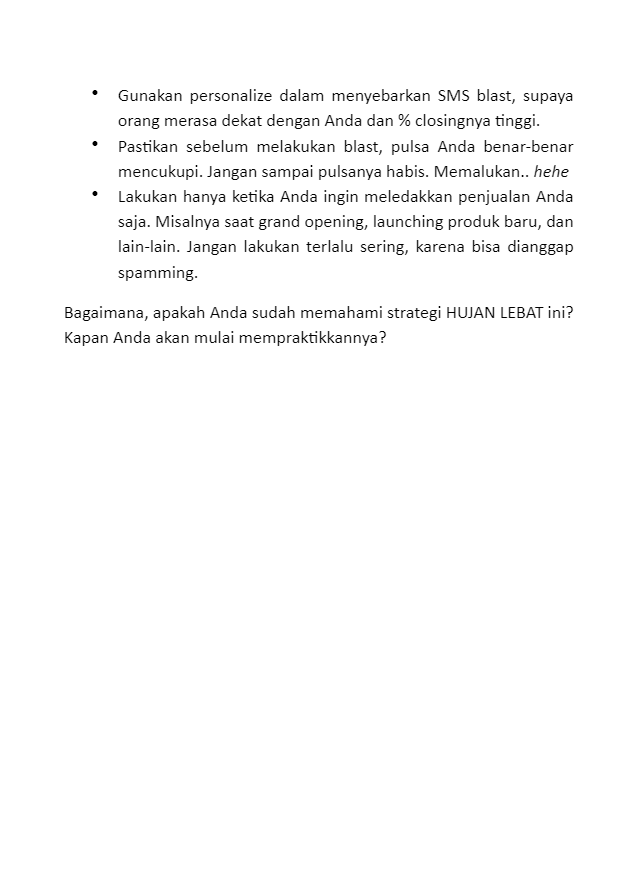 • Gunakan personalize dalam menyebarkan SMS blast, supaya
orang merasa dekat dengan Anda dan % closingnya tinggi.
• Pastikan sebelum melakukan blast, pulsa Anda benar-benar
mencukupi. Jangan sampai pulsanya habis. Memalukan.. hehe
• Lakukan hanya ketika Anda ingin meledakkan penjualan Anda
saja. Misalnya saat grand opening, launching produk baru, dan
lain-lain. Jangan lakukan terlalu sering, karena bisa dianggap
spamming.
Bagaimana, apakah Anda sudah memahami strategi HUJAN LEBAT ini?
Kapan Anda akan mulai mempraktikkannya?